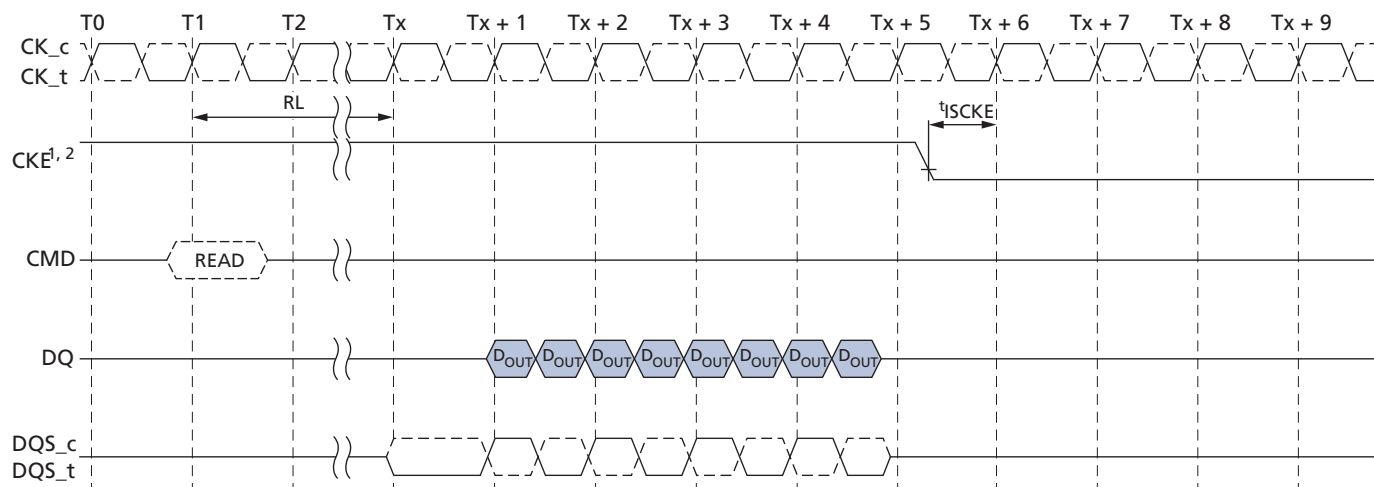 T0 T1 T2 Tx Tx + 1 Tx + 2 Tx + 3 Tx + 4 Tx + 5 Tx + 6 Tx + 7 Tx + 8 Tx + 9
CK_c
CK_t
RL
tISCKE
CKE1, 2
CMD READ
DQ DOUT DOUT DOUT DOUT DOUT DOUT DOUT DOUT
DQS_c
DQS_t